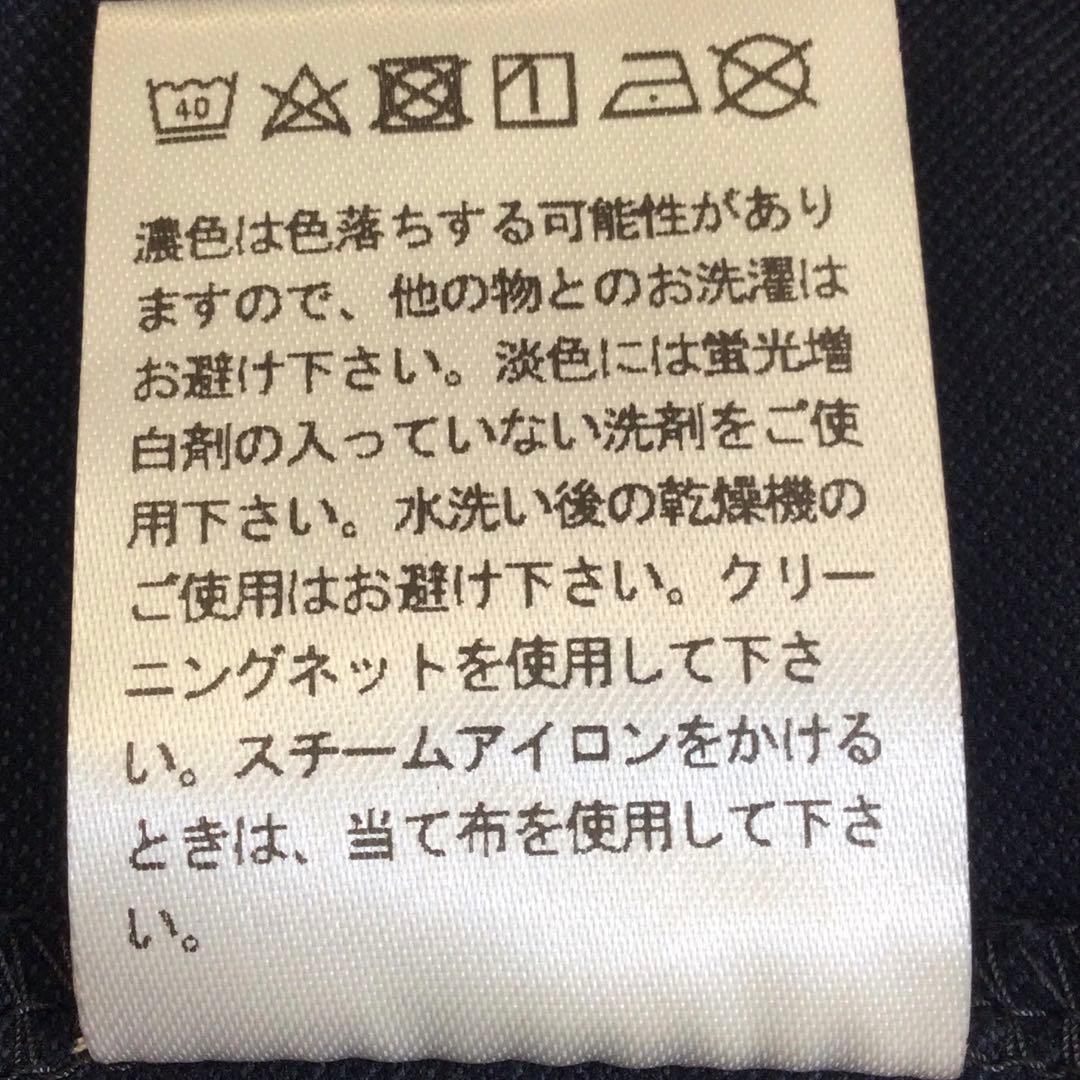 40
濃色は色落ちする可能性があり
ますので、他の物とのお洗濯は
お避け下さい。淡色には蛍光増
白剤の入っていない洗剤をご使
用下さい。水洗い後の乾燥機の
ご使用はお避け下さい。クリー
ニングネットを使用して下さ
い。スチームアイロンをかける
ときは、当て布を使用して下さ
い。